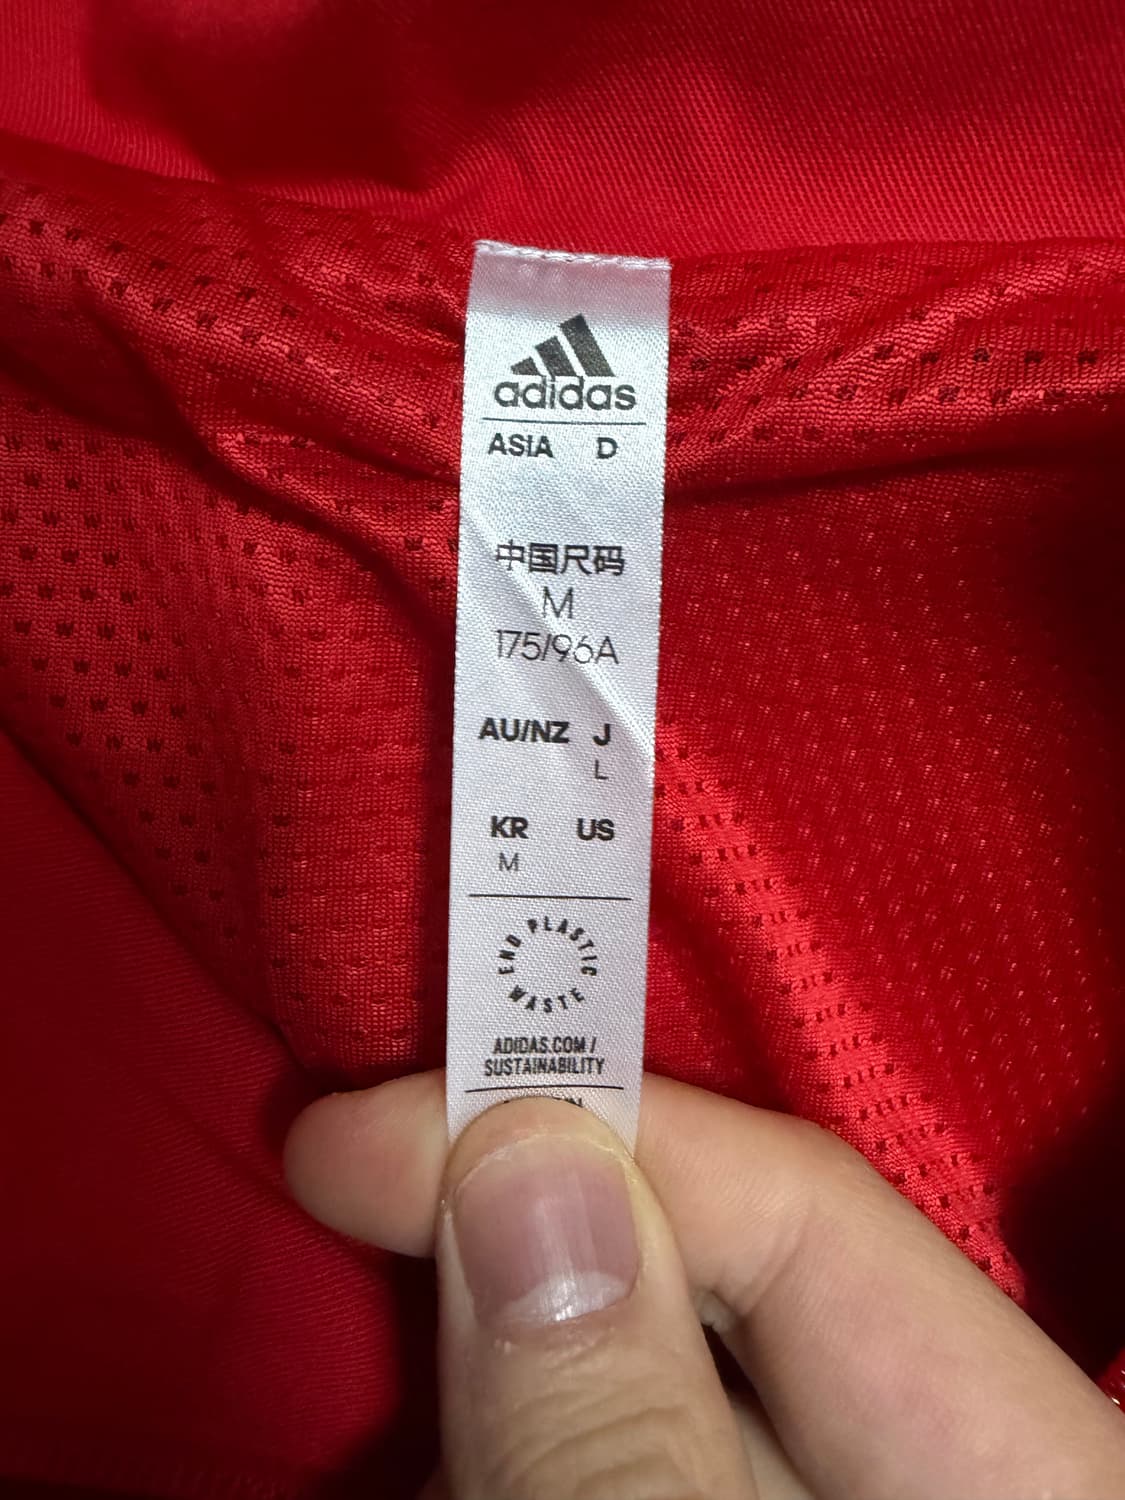 adidas
ASIA D
中国尺码
M
175/96A
AU/NZ J
L
KR US
M
END PLASTIC WASTE
ADIDAS.COM /
SUSTAINABILITY